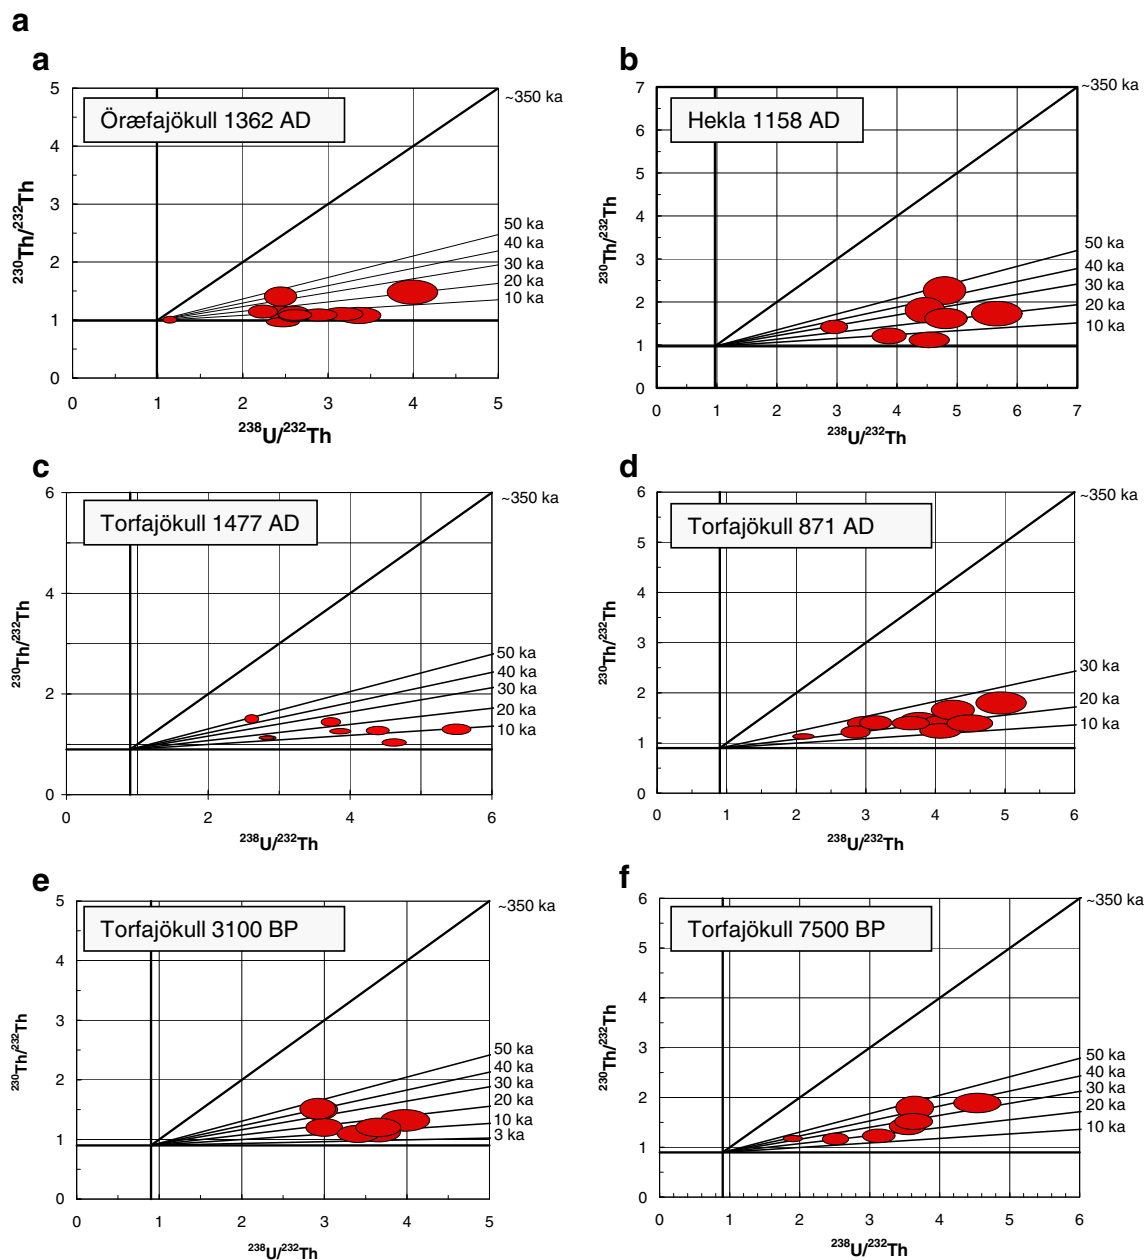 a
a
Öræfajökull 1362 AD
5
4
3
2
1
0
0
1
2
3
4
5
~350 ka
50 ka
40 ka
30 ka
20 ka
10 ka
230Th/232Th
238U/232Th
b
Hekla 1158 AD
7
6
5
4
3
2
1
0
0
1
2
3
4
5
6
7
~350 ka
50 ka
40 ka
30 ka
20 ka
10 ka
230Th/232Th
238U/232Th
c
Torfajökull 1477 AD
6
4
2
0
0
2
4
6
~350 ka
50 ka
40 ka
30 ka
20 ka
10 ka
230Th/232Th
238U/232Th
d
Torfajökull 871 AD
6
5
4
3
2
1
0
0
1
2
3
4
5
6
~350 ka
30 ka
20 ka
10 ka
230Th/232Th
238U/232Th
e
Torfajökull 3100 BP
5
4
3
2
1
0
0
1
2
3
4
5
~350 ka
50 ka
40 ka
30 ka
20 ka
10 ka
3 ka
230Th/232Th
238U/232Th
f
Torfajökull 7500 BP
6
5
4
3
2
1
0
0
1
2
3
4
5
6
~350 ka
50 ka
40 ka
30 ka
20 ka
10 ka
230Th/232Th
238U/232Th